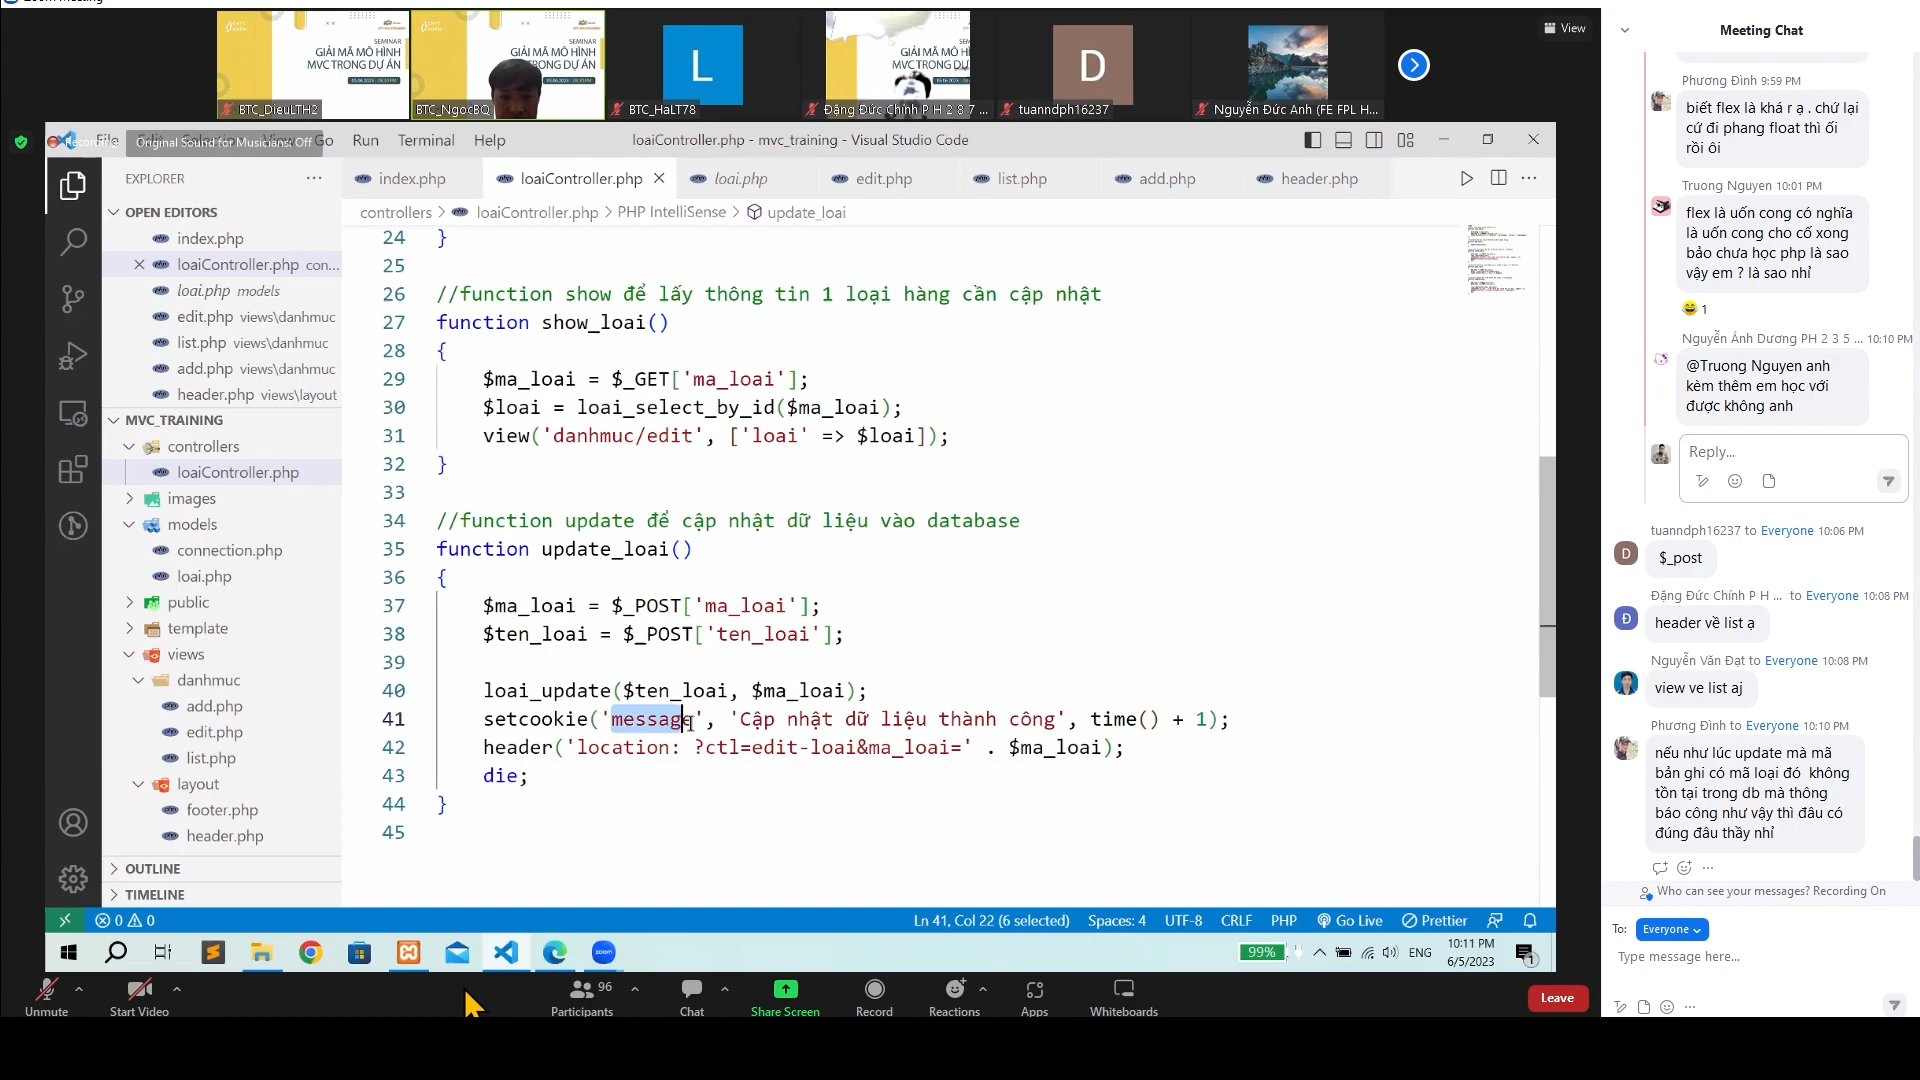 View
SEMINAR
GIẢI MÃ MÔ HÌNH
MVC TRONG DỰ ÁN
BTC_DieuLTH2
SEMINAR
GIẢI MÃ MÔ HÌNH
TRONG DỰ ÁN
BTC_NgocBQ
L
BTC_HaLT78
SEMINAR
Đặng Đức Chính P H 2 8 7 ...
D
tuanndph16237
Nguyễn Đức Anh (FE FPL H...
File
Go
Run
Terminal
Help
Original Sound for Musicians: Off
loaiController.php - mvc_training - Visual Studio Code
EXPLORER
OPEN EDITORS
index.php
loaiController.php con...
loai.php models
edit.php views\danhmuc
list.php views\danhmuc
add.php views\danhmuc
header.php views\layout
MVC_TRAINING
controllers
loaiController.php
images
models
connection.php
loai.php
public
template
views
danhmuc
add.php
edit.php
list.php
layout
footer.php
header.php
OUTLINE
TIMELINE
index.php
loaiController.php
loai.php
edit.php
list.php
add.php
header.php
controllers > loaiController.php > PHP IntelliSense > update_loai
24 }
25
26 //function show để lấy thông tin 1 loại hàng cần cập nhật
27 function show_loai()
28 {
29 $ma_loai = $_GET['ma_loai'];
30 $loai = loai_select_by_id($ma_loai);
31 view('danhmuc/edit', ['loai' => $loai]);
32 }
33
34 //function update để cập nhật dữ liệu vào database
35 function update_loai()
36 {
37 $ma_loai = $_POST['ma_loai'];
38 $ten_loai = $_POST['ten_loai'];
39
40 loai_update($ten_loai, $ma_loai);
41 setcookie('message', 'Cập nhật dữ liệu thành công', time() + 1);
42 header('location: ?ctl=edit-loai&ma_loai=' . $ma_loai);
43 die;
44 }
45
0 0
Ln 41, Col 22 (6 selected)
Spaces: 4
UTF-8
CRLF
PHP
Go Live
Prettier
99%
ENG
10:11 PM
6/5/2023
1
Unmute
Start Video
96
Participants
Chat
Share Screen
Record
Reactions
Apps
Whiteboards
Leave
Meeting Chat
Phương Đình 9:59 PM
biết flex là khá r ạ . chứ lại
cứ đi phang float thì ối
rồi ôi
Truong Nguyen 10:01 PM
flex là uốn cong có nghĩa
là uốn cong cho cố xong
bảo chưa học php là sao
vậy em ? là sao nhỉ
1
Nguyễn Ánh Dương PH 2 3 5 ... 10:10 PM
@Truong Nguyen anh
kèm thêm em học với
được không anh
Reply...
tuanndph16237 to Everyone 10:06 PM
D
$_post
Đặng Đức Chính P H ... to Everyone 10:08 PM
Đ
header về list ạ
Nguyễn Văn Đạt to Everyone 10:08 PM
view ve list aj
Phương Đình to Everyone 10:10 PM
nếu như lúc update mà mã
bản ghi có mã loại đó không
tồn tại trong db mà thông
báo công như vậy thì đâu có
đúng đâu thầy nhỉ
Who can see your messages? Recording On
To:
Everyone
Type message here...